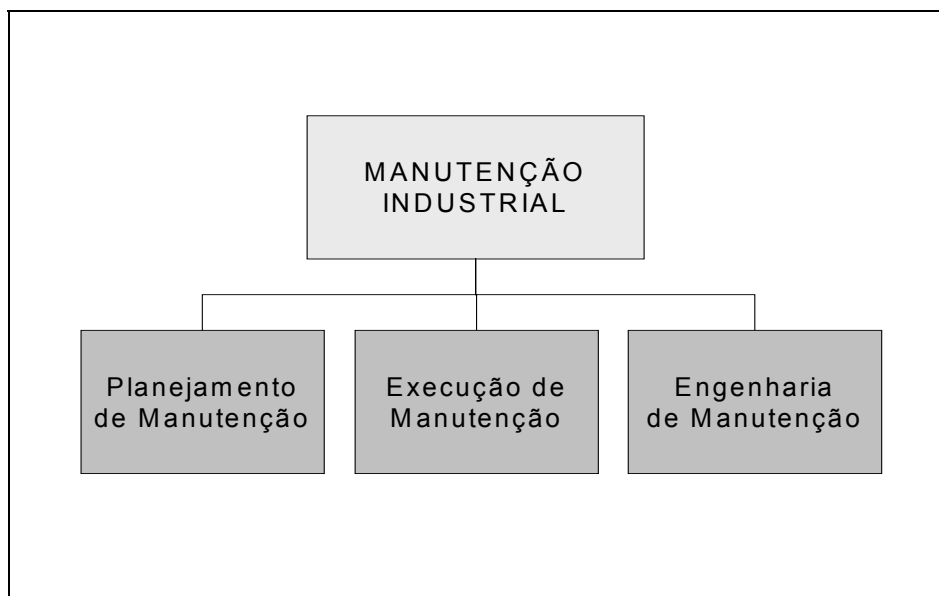 MANUTENÇÃO
INDUSTRIAL
Planejamento
de Manutenção
Execução de
Manutenção
Engenharia
de Manutenção